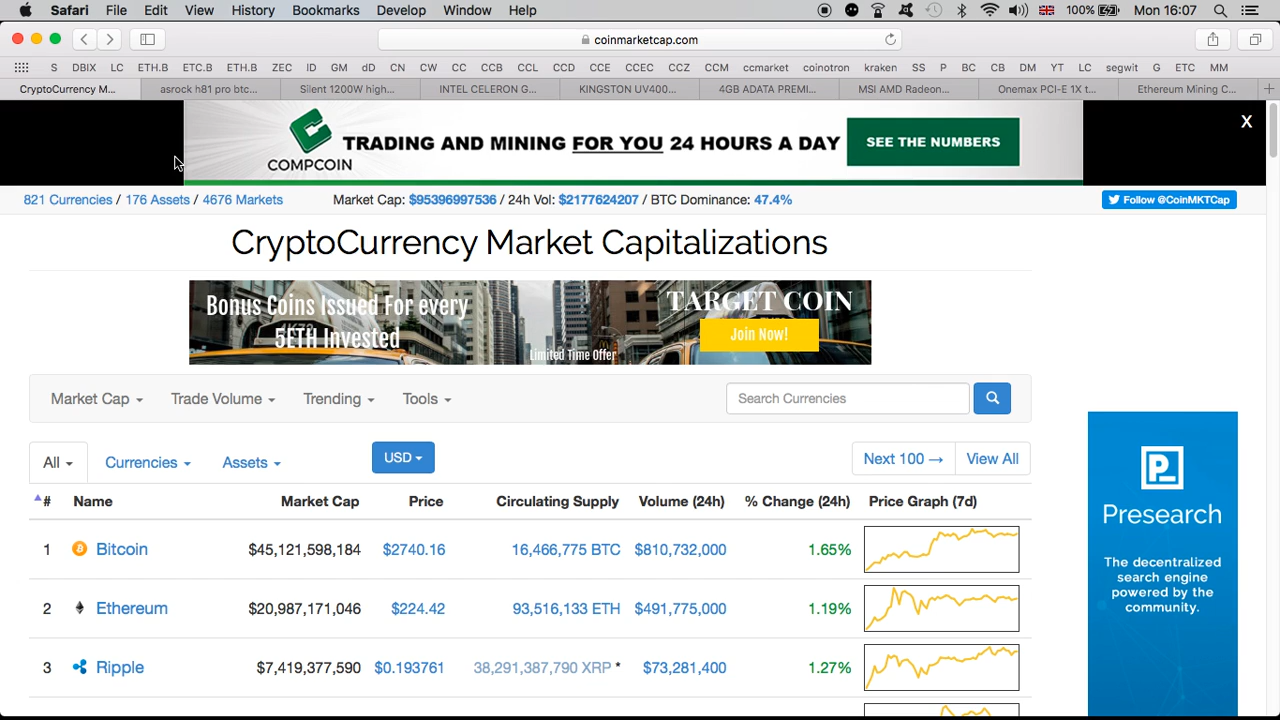 Safari File Edit View History Bookmarks Develop Window Help 100% Mon 16:07
coinmarketcap.com
S DBIX LC ETH.B ETC.B ETH.B ZEC ID GM dD CN CW CC CCB CCL CCD CCE CCEC CCZ CCM ccmarket coinotron kraken SS P BC CB DM YT LC segwit G ETC MM
CryptoCurrency M... asrock h81 pro btc... Silent 1200W high... INTEL CELERON G... KINGSTON UV400... 4GB ADATA PREMI... MSI AMD Radeon... Onemax PCI-E 1X t... Ethereum Mining C... +
COMPCOIN
TRADING AND MINING FOR YOU 24 HOURS A DAY SEE THE NUMBERS X
821 Currencies / 176 Assets / 4676 Markets Market Cap: $95396997536 / 24h Vol: $2177624207 / BTC Dominance: 47.4% Follow @CoinMKTCap
CryptoCurrency Market Capitalizations
Bonus Coins Issued For every
5ETH Invested
Limited Time Offer
TARGET COIN
Join Now!
Market Cap Trade Volume Trending Tools Search Currencies
All Currencies Assets USD Next 100 → View All
# Name Market Cap Price Circulating Supply Volume (24h) % Change (24h) Price Graph (7d)
1 Bitcoin $45,121,598,184 $2740.16 16,466,775 BTC $810,732,000 1.65%
2 Ethereum $20,987,171,046 $224.42 93,516,133 ETH $491,775,000 1.19%
3 Ripple $7,419,377,590 $0.193761 38,291,387,790 XRP * $73,281,400 1.27%
Presearch
The decentralized
search engine
powered by the
community.